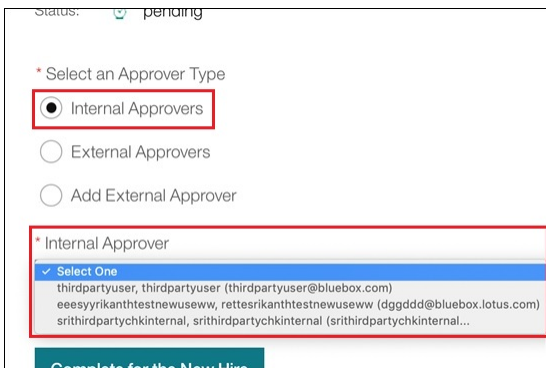 Status: pending
* Select an Approver Type
Internal Approvers
External Approvers
Add External Approver
* Internal Approver
✓ Select One
thirdpartyuser, thirdpartyuser (thirdpartyuser@bluebox.com)
eeesyyrikanthtestnewuseww, rettesrikanthtestnewuseww (dggddd@bluebox.lotus.com)
srithirdpartychkinternal, srithirdpartychkinternal (srithirdpartychkinternal...
Complete for the New Hire